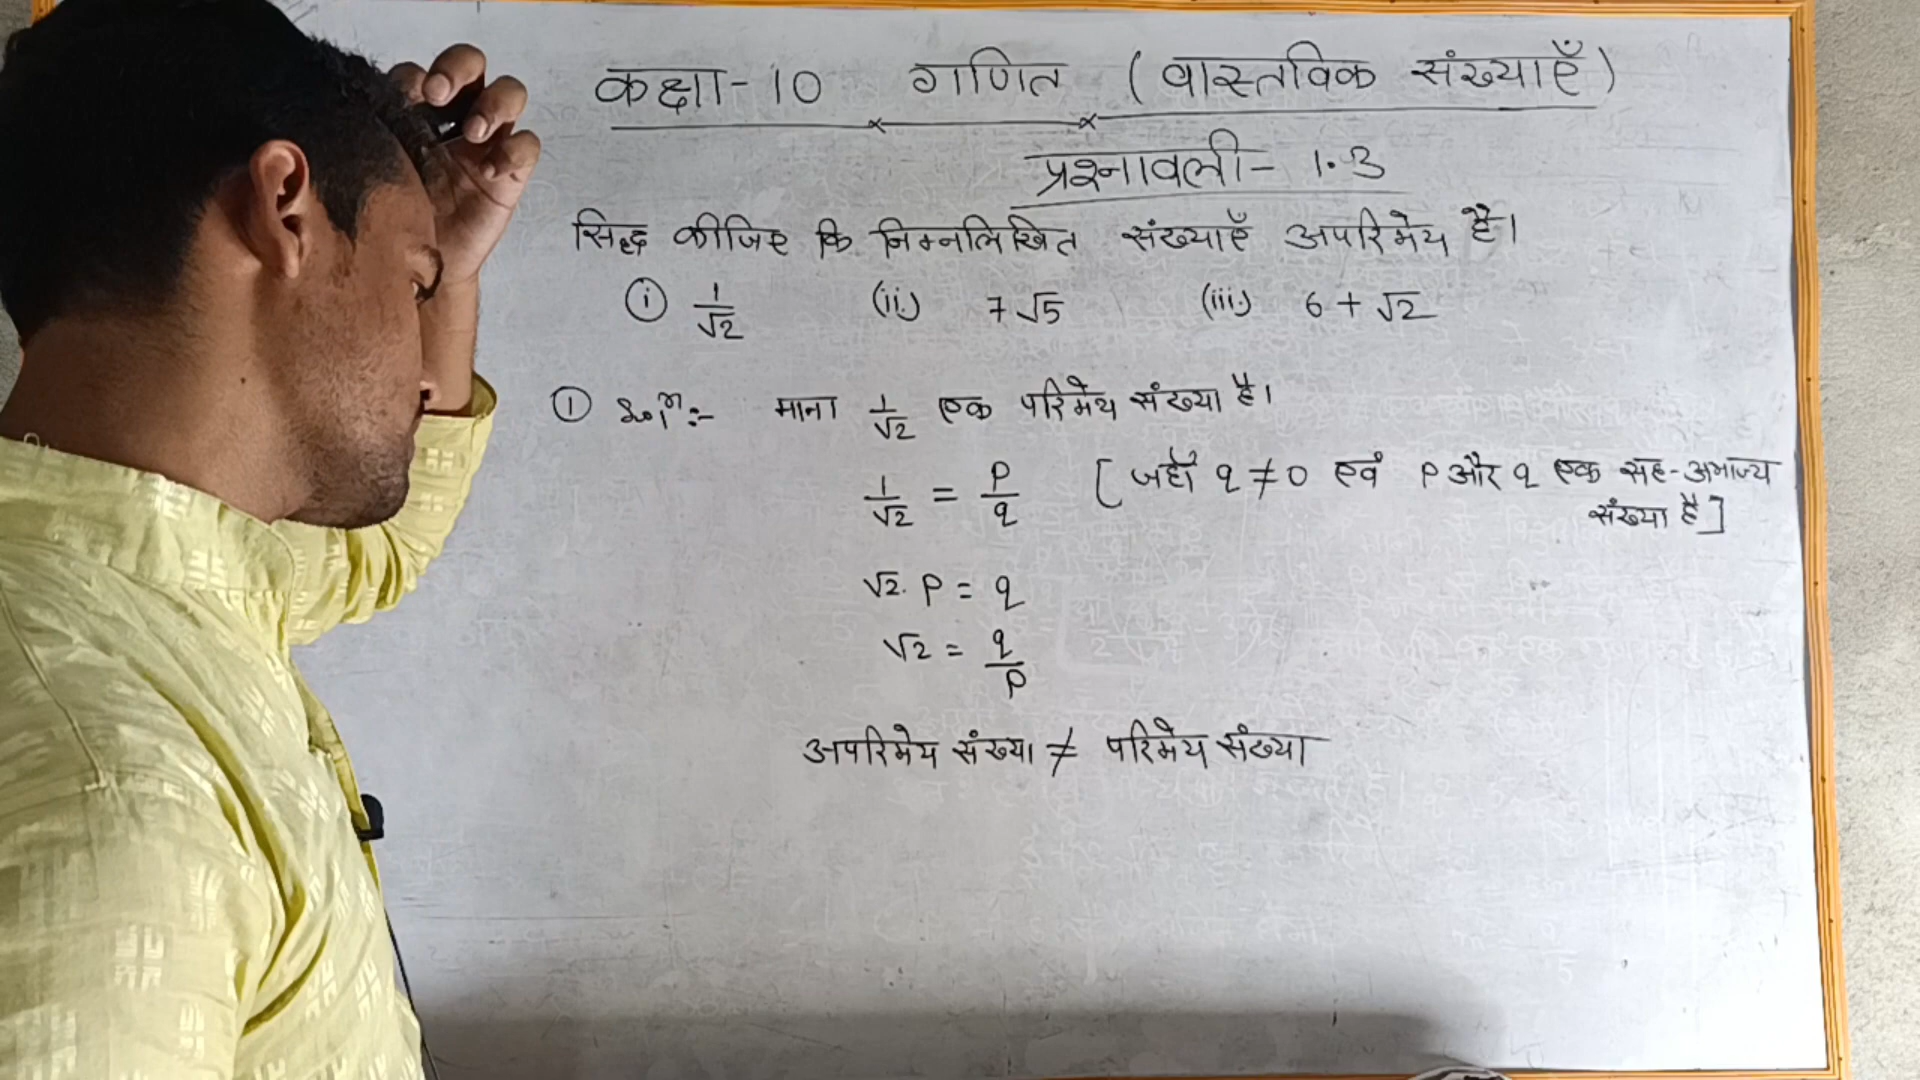 कक्षा-10 गणित (वास्तविक संख्याएँ)
प्रश्नावली- 1.3
सिद्ध कीजिए कि निम्नलिखित संख्याएँ अपरिमेय है।
(i) 1/√2 (ii) 7√5 (iii) 6 + √2
① Solⁿ:- माना 1/√2 एक परिमेय संख्या है।
1/√2 = P/q [जहाँ q ≠ 0 एवं P और q एक सह-अभाज्य
संख्या है]
√2. P = q
√2 = q/P
अपरिमेय संख्या ≠ परिमेय संख्या